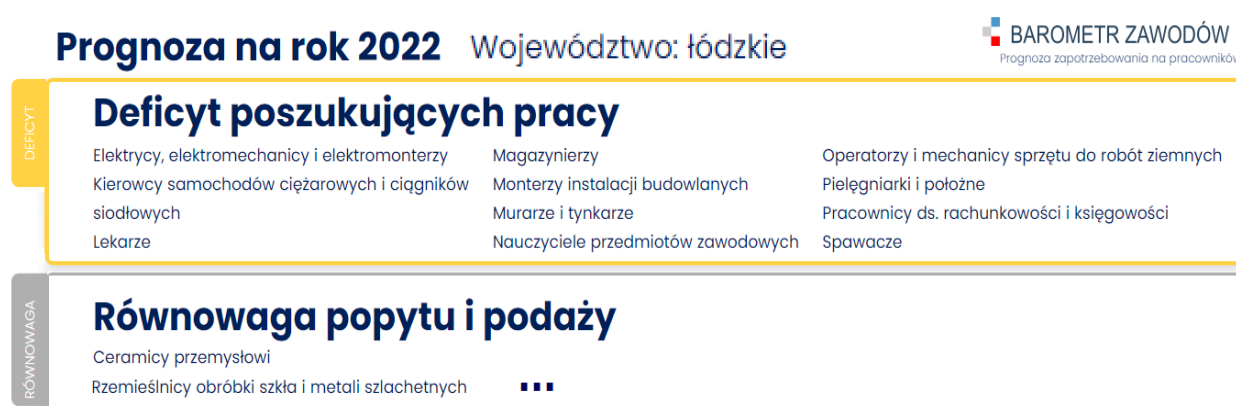 Prognoza na rok 2022 Województwo: łódzkie
BAROMETR ZAWODÓW
Prognoza zapotrzebowania na pracowników
DEFICYT
Deficyt poszukujących pracy
Elektrycy, elektromechanicy i elektromonterzy
Kierowcy samochodów ciężarowych i ciągników
siodłowych
Lekarze
Magazynierzy
Monterzy instalacji budowlanych
Murarze i tynkarze
Nauczyciele przedmiotów zawodowych
Operatorzy i mechanicy sprzętu do robót ziemnych
Pielęgniarki i położne
Pracownicy ds. rachunkowości i księgowości
Spawacze
RÓWNOWAGA
Równowaga popytu i podaży
Ceramicy przemysłowi
Rzemieślnicy obróbki szkła i metali szlachetnych
...